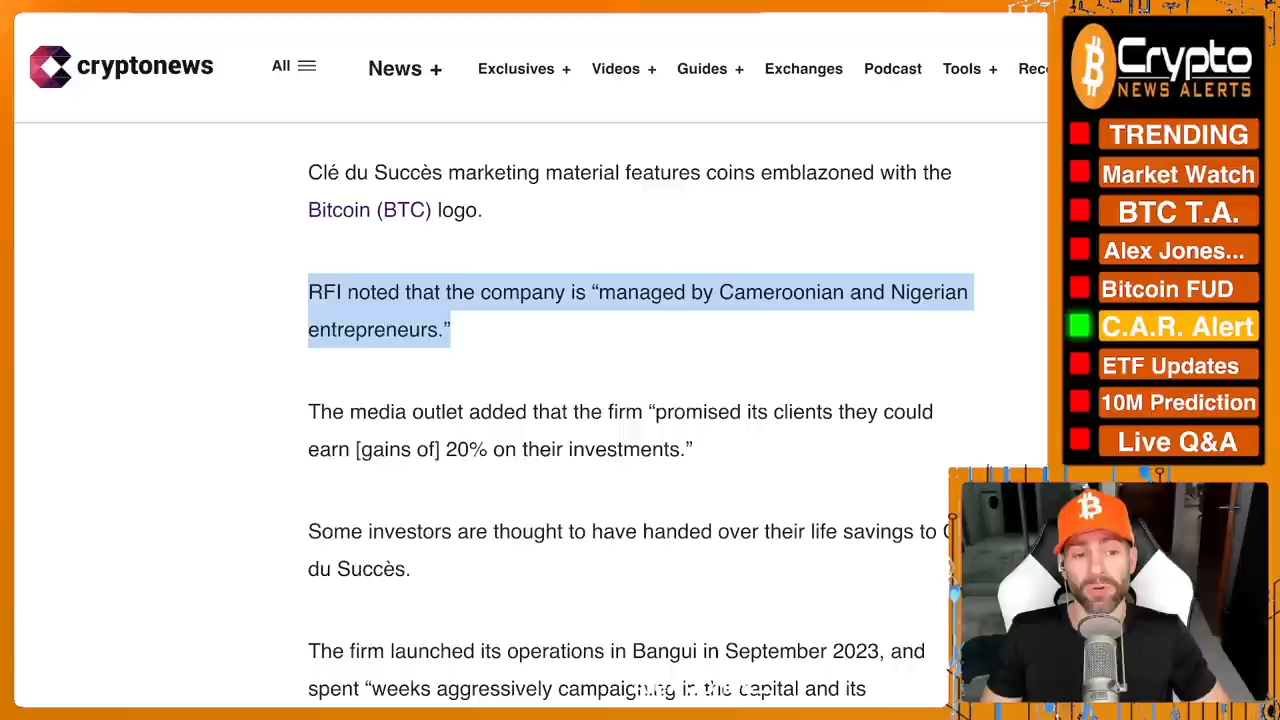 cryptonews
All
News +
Exclusives +
Videos +
Guides +
Exchanges
Podcast
Tools +
Clé du Succès marketing material features coins emblazoned with the
Bitcoin (BTC) logo.
RFI noted that the company is “managed by Cameroonian and Nigerian
entrepreneurs.”
The media outlet added that the firm “promised its clients they could
earn [gains of] 20% on their investments.”
Some investors are thought to have handed over their life savings to
du Succès.
The firm launched its operations in Bangui in September 2023, and
spent “weeks aggressively campaigning in the capital and its
Crypto
NEWS ALERTS
TRENDING
Market Watch
BTC T.A.
Alex Jones...
Bitcoin FUD
C.A.R. Alert
ETF Updates
10M Prediction
Live Q&A